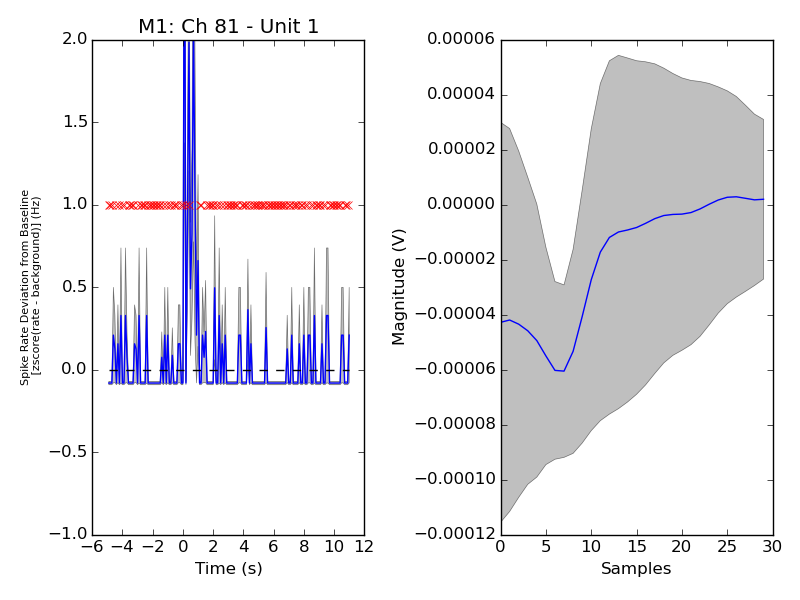 M1: Ch 81 - Unit 1
2.0
1.5
1.0
0.5
0.0
−0.5
−1.0
Spike Rate Deviation from Baseline
[zscore(rate - background)] (Hz)
−6 −4 −2 0 2 4 6 8 10 12
Time (s)
0.00006
0.00004
0.00002
0.00000
−0.00002
−0.00004
−0.00006
−0.00008
−0.00010
−0.00012
Magnitude (V)
0 5 10 15 20 25 30
Samples